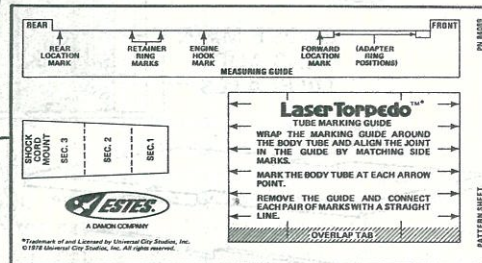 REAR
FRONT
REAR LOCATION MARK
RETAINER RING MARKS
ENGINE HOOK MARK
FORWARD LOCATION MARK
(ADAPTER RING POSITIONS)
MEASURING GUIDE
PN 84089
SHOCK CORD MOUNT
SEC. 3
SEC. 2
SEC. 1
ESTES.
A DAMON COMPANY
*Trademark of and Licensed by Universal City Studios, Inc.
©1978 Universal City Studios, Inc. All rights reserved.
Laser Torpedo™*
TUBE MARKING GUIDE
WRAP THE MARKING GUIDE AROUND
THE BODY TUBE AND ALIGN THE JOINT
IN THE GUIDE BY MATCHING SIDE
MARKS.
MARK THE BODY TUBE AT EACH ARROW
POINT.
REMOVE THE GUIDE AND CONNECT
EACH PAIR OF MARKS WITH A STRAIGHT
LINE.
OVERLAP TAB
PATTERN SHEET